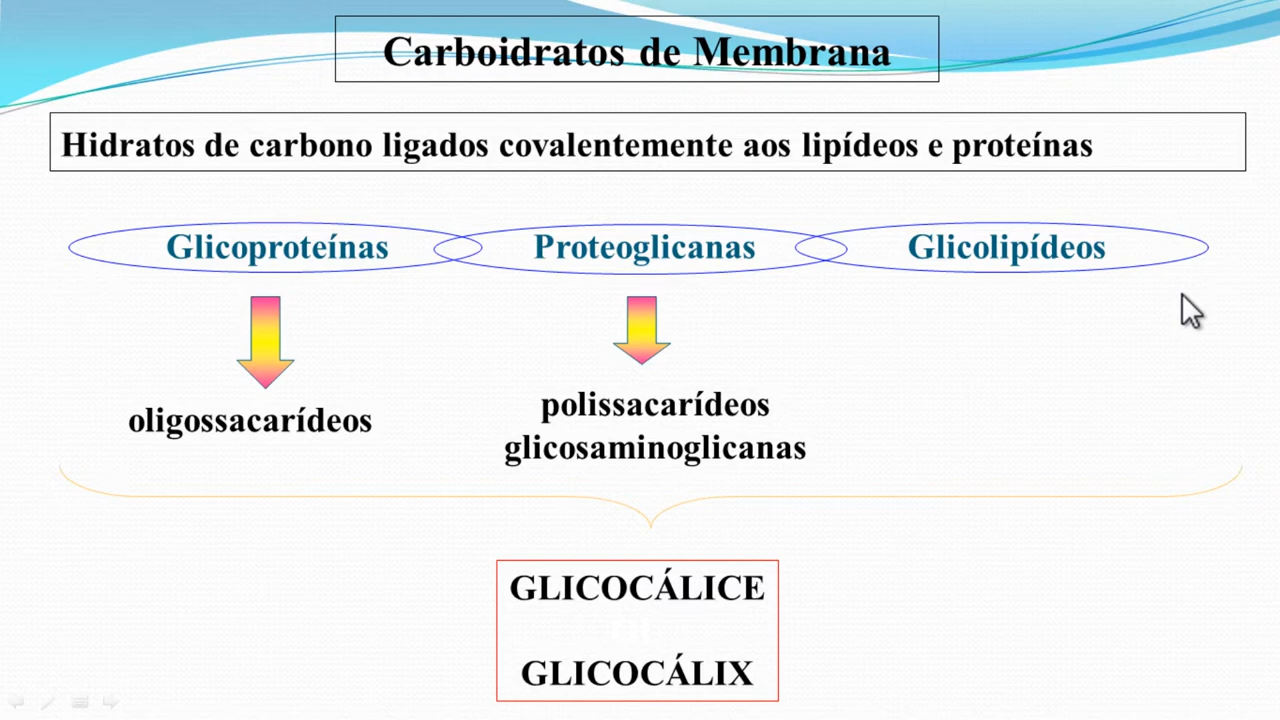 Carboidratos de Membrana
Hidratos de carbono ligados covalentemente aos lipídeos e proteínas
Glicoproteínas Proteoglicanas Glicolipídeos
oligossacarídeos
polissacarídeos
glicosaminoglicanas
GLICOCÁLICE
GLICOCÁLIX